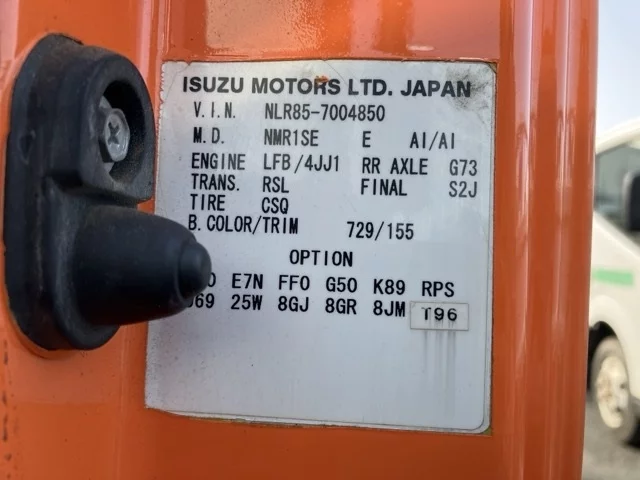 ISUZU MOTORS LTD. JAPAN
V.I.N. NLR85-7004850
M.D. NMR1SE E AI/AI
ENGINE LFB/4JJ1 RR AXLE G73
TRANS. RSL FINAL S2J
TIRE CSQ
B.COLOR/TRIM 729/155
OPTION
E7N FF0 G50 K89 RPS
25W 8GJ 8GR 8JM T96